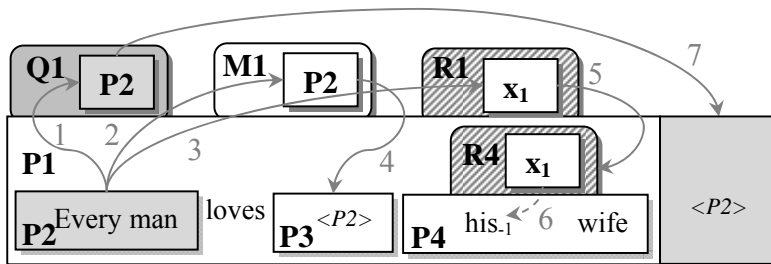 7
Q1 P2 M1 P2 R1 x₁ 5
1 2 3 4
P1 R4 x₁
P2 Every man loves P3 <P2> P4 his₋₁ 6 wife <P2>